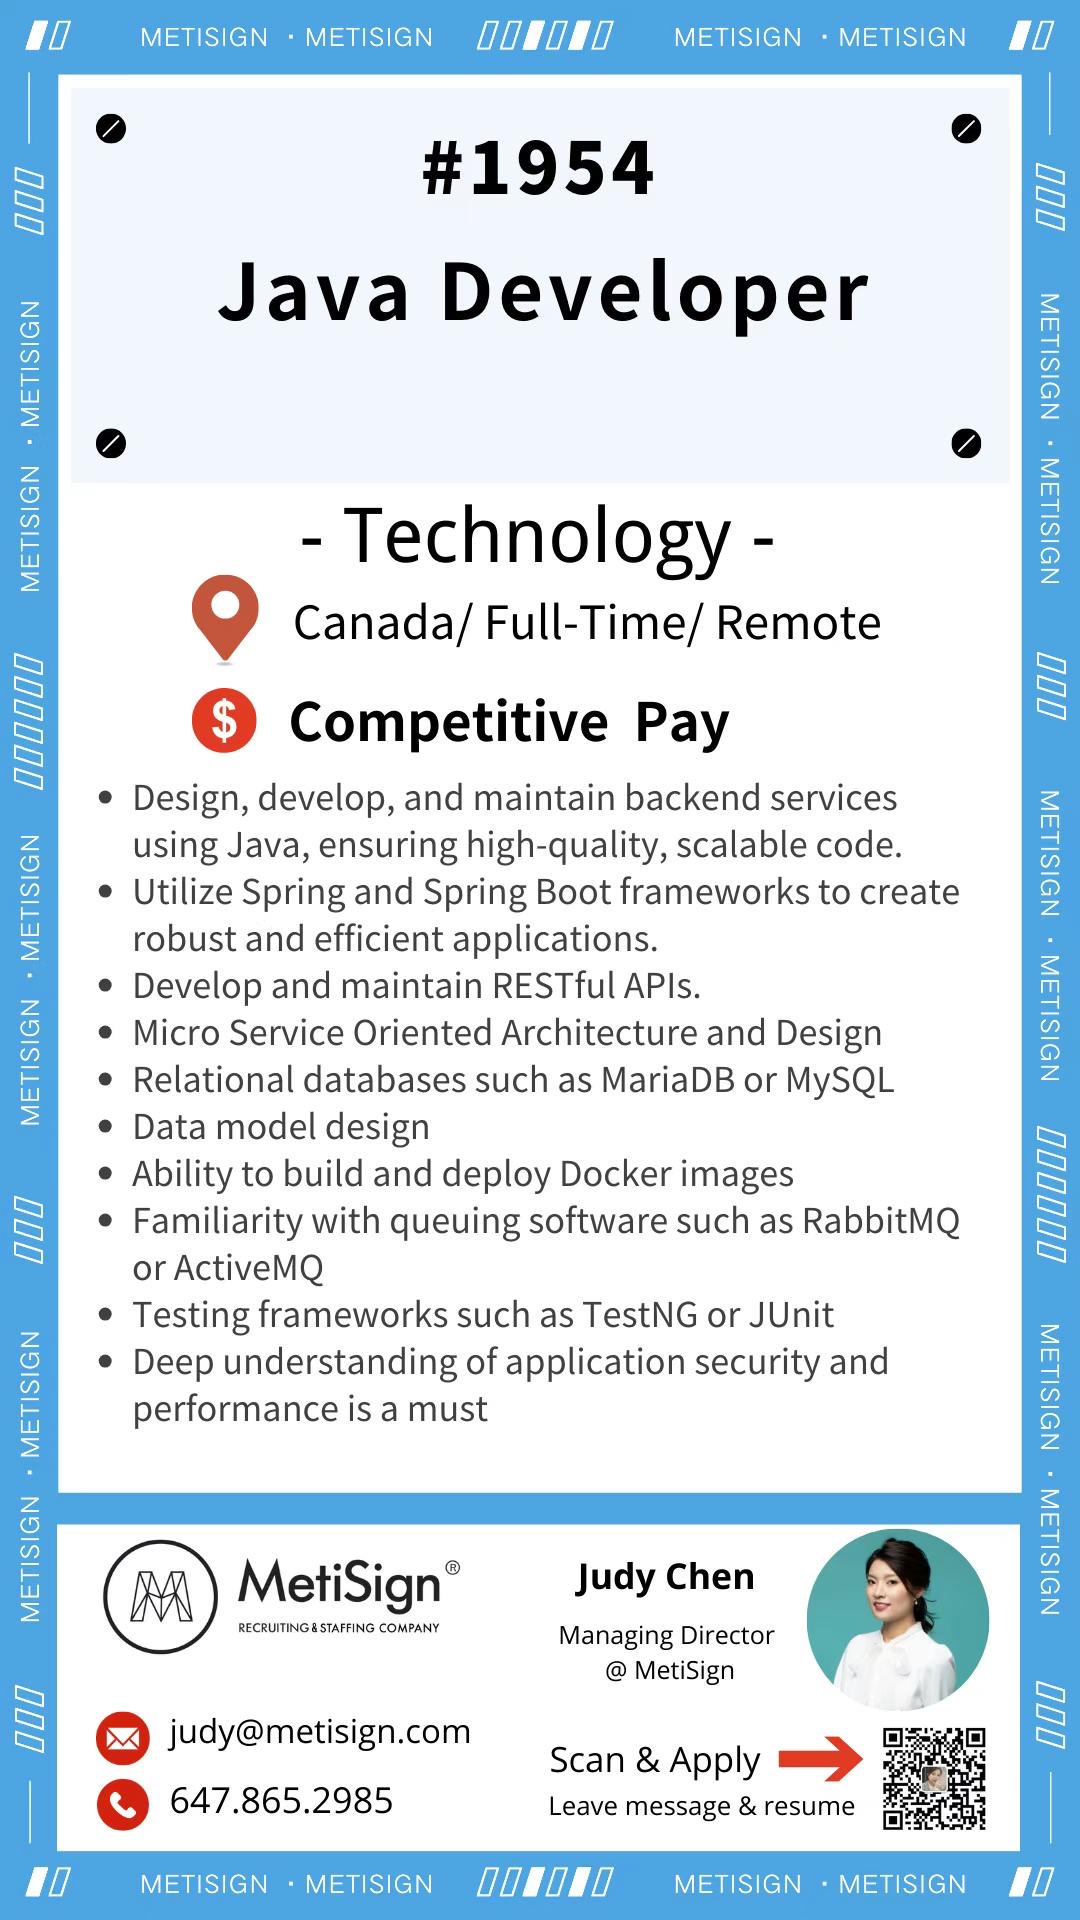 METISIGN · METISIGN
METISIGN · METISIGN
#1954
Java Developer
- Technology -
Canada/ Full-Time/ Remote
$ Competitive Pay
• Design, develop, and maintain backend services
using Java, ensuring high-quality, scalable code.
• Utilize Spring and Spring Boot frameworks to create
robust and efficient applications.
• Develop and maintain RESTful APIs.
• Micro Service Oriented Architecture and Design
• Relational databases such as MariaDB or MySQL
• Data model design
• Ability to build and deploy Docker images
• Familiarity with queuing software such as RabbitMQ
or ActiveMQ
• Testing frameworks such as TestNG or JUnit
• Deep understanding of application security and
performance is a must
METISIGN · METISIGN
METISIGN · METISIGN
METISIGN · METISIGN
METISIGN · METISIGN
METISIGN · METISIGN
METISIGN · METISIGN
M MetiSign®
RECRUITING & STAFFING COMPANY
Judy Chen
Managing Director
@ MetiSign
judy@metisign.com
647.865.2985
Scan & Apply
Leave message & resume
METISIGN · METISIGN
METISIGN · METISIGN